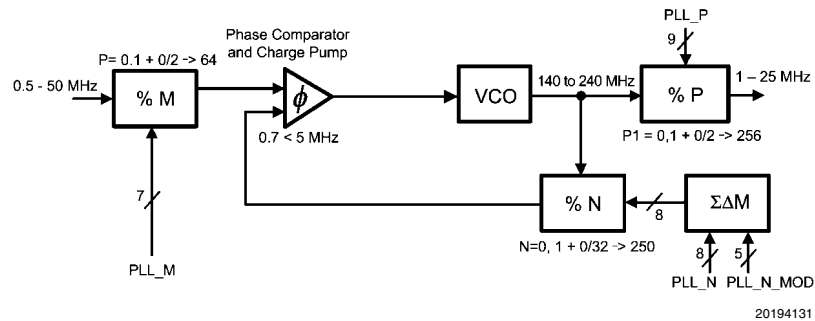 PLL_P
9
Phase Comparator
and Charge Pump
P= 0.1 + 0/2 -> 64
0.5 - 50 MHz
% M
ϕ
VCO
140 to 240 MHz
% P
1 – 25 MHz
0.7 < 5 MHz
P1 = 0,1 + 0/2 -> 256
7
% N
8
ΣΔM
N=0, 1 + 0/32 -> 250
8
5
PLL_M
PLL_N
PLL_N_MOD
20194131